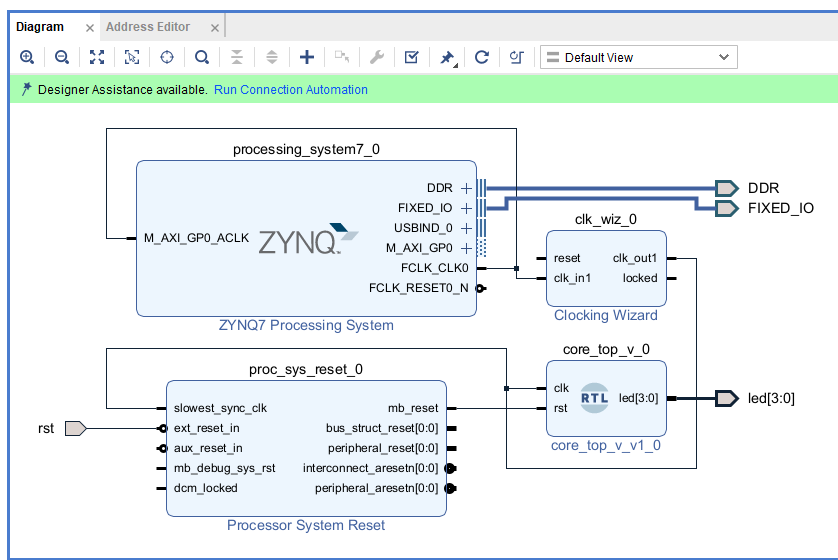 Diagram
Address Editor
Default View
Designer Assistance available. Run Connection Automation
processing_system7_0
M_AXI_GP0_ACLK
ZYNQ
DDR
FIXED_IO
USBIND_0
M_AXI_GP0
FCLK_CLK0
FCLK_RESET0_N
ZYNQ7 Processing System
DDR
FIXED_IO
clk_wiz_0
reset
clk_in1
clk_out1
locked
Clocking Wizard
core_top_v_0
clk
rst
RTL
led[3:0]
core_top_v_v1_0
led[3:0]
proc_sys_reset_0
rst
slowest_sync_clk
ext_reset_in
aux_reset_in
mb_debug_sys_rst
dcm_locked
mb_reset
bus_struct_reset[0:0]
peripheral_reset[0:0]
interconnect_aresetn[0:0]
peripheral_aresetn[0:0]
Processor System Reset